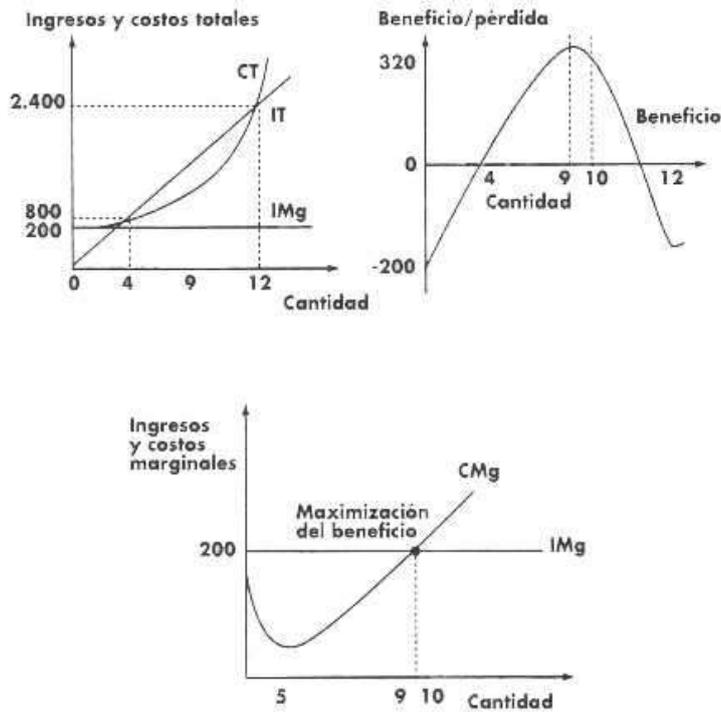 Ingresos y costos totales
CT
2.400
IT
800
IMg
200
0 4 9 12
Cantidad
Beneficio/pérdida
320
Beneficio
0
4 9 10 12
Cantidad
-200
Ingresos
y costos
marginales
CMg
Maximización
del beneficio
200
IMg
5 9 10 Cantidad